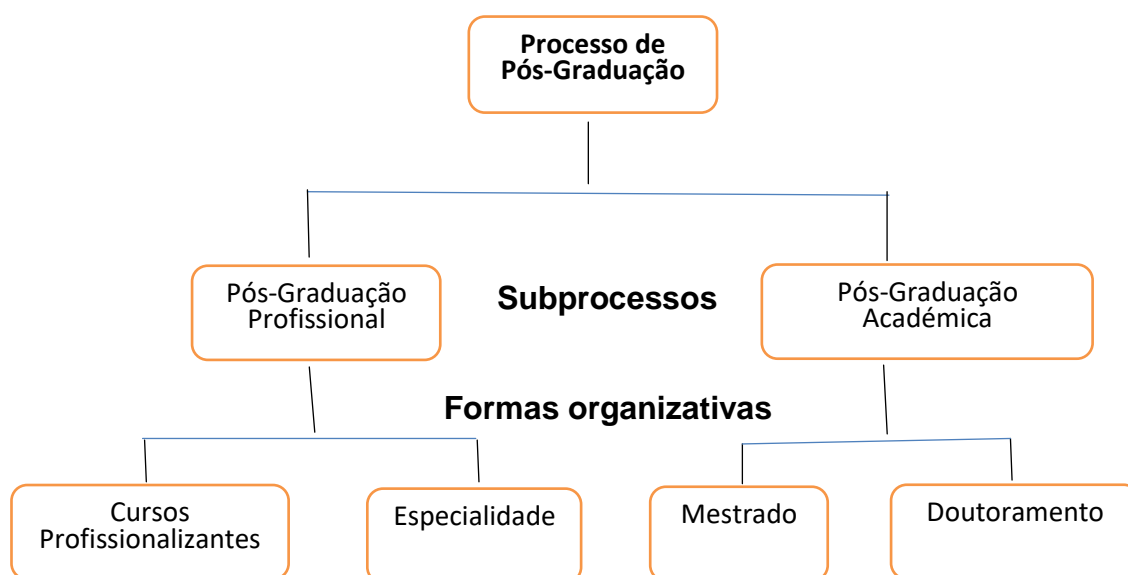 Processo de
Pós-Graduação
Pós-Graduação
Profissional
Subprocessos
Pós-Graduação
Académica
Formas organizativas
Cursos
Profissionalizantes
Especialidade
Mestrado
Doutoramento